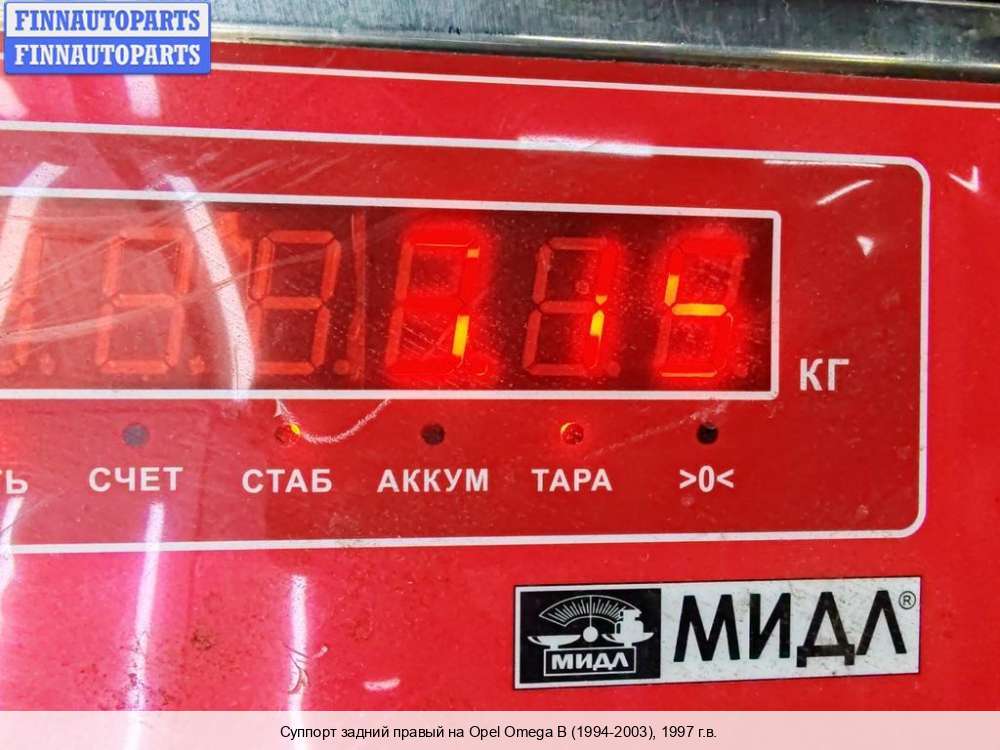 FINNAUTOPARTS
FINNAUTOPARTS
КГ
ТЬ
СЧЕТ
СТАБ
АККУМ
ТАРА
>0<
МИДЛ
МИДЛ®
Суппорт задний правый на Opel Omega B (1994-2003), 1997 г.в.